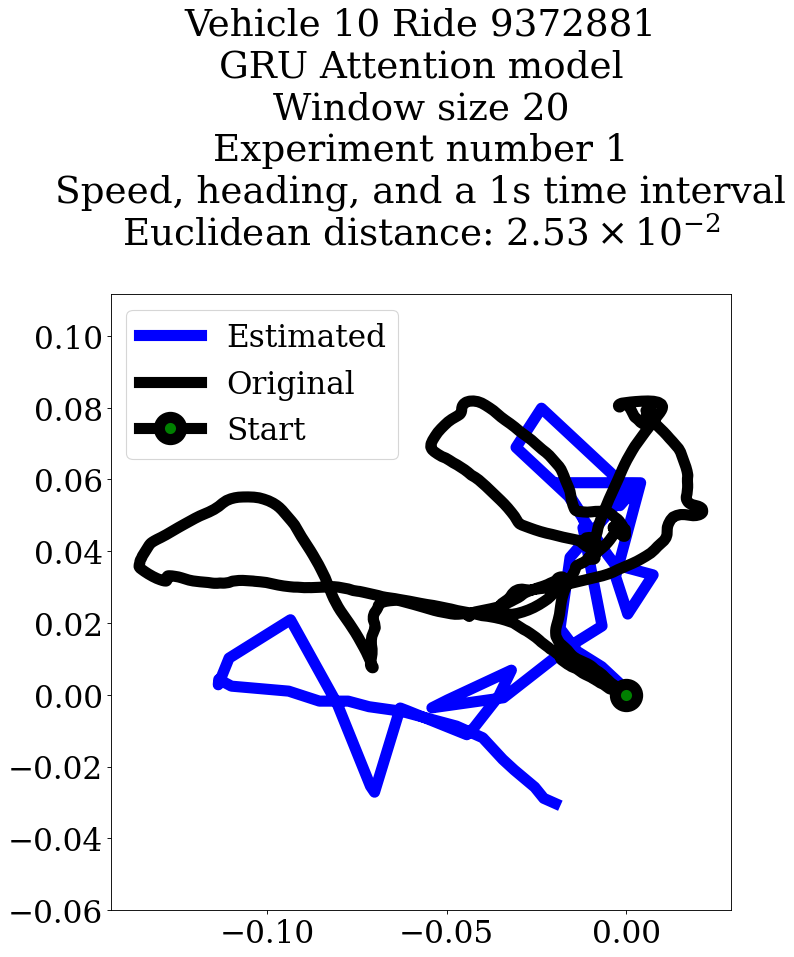 Vehicle 10 Ride 9372881
GRU Attention model
Window size 20
Experiment number 1
Speed, heading, and a 1s time interval
Euclidean distance: 2.53 × 10⁻²
Estimated
Original
Start
0.10
0.08
0.06
0.04
0.02
0.00
−0.02
−0.04
−0.06
−0.10
−0.05
0.00